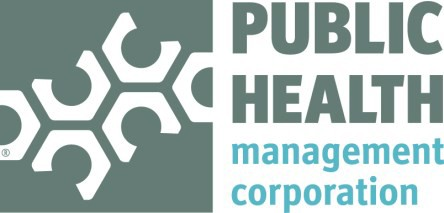 PUBLIC
HEALTH
management
corporation
®